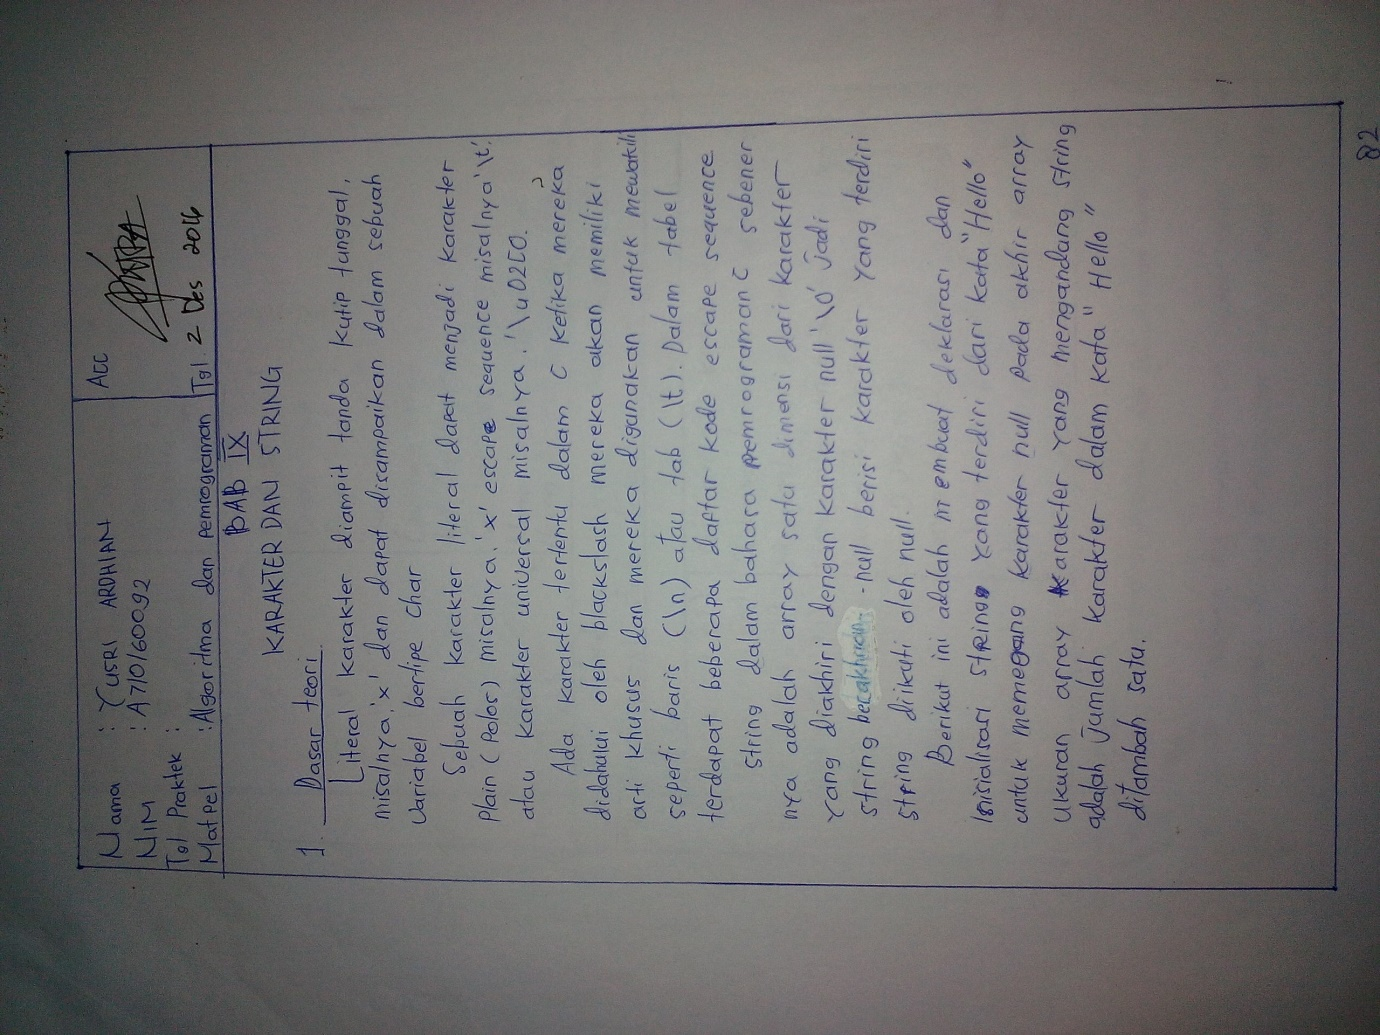 Nama : YUSRI ARDHIAN
NIM : A710160092
Tgl Praktek :
Matpel : Algoritma dan pemrograman
Acc
Tgl. 2 Des 2016
BAB IX
KARAKTER DAN STRING
1. Dasar teori
Literal karakter diampit tanda kutip tunggal,
misalnya 'x' dan dapat disampaikan dalam sebuah
variabel bertipe char
Sebuah karakter literal dapat menjadi karakter
plain (Polos) misalnya 'x' escape sequence misalnya '\t'
atau karakter universal misalnya '\u02C0.
Ada karakter tertentu dalam C ketika mereka
didahului oleh blackslash mereka akan memiliki
arti khusus dan mereka digunakan untuk mewakili
seperti baris (\n) atau tab (\t). Dalam tabel
terdapat beberapa daftar kode escape sequence
String dalam bahasa pemrograman C sebener
nya adalah array satu dimensi dari karakter
yang diakhiri dengan karakter null '\0' Jadi
string berakhiran - null berisi karakter yang terdiri
string diikuti oleh null.
Berikut ini adalah membuat deklarasi dan
inisialisasi string yang terdiri dari kata "Hello"
untuk memegang karakter null pada akhir array
ukuran array karakter yang mengandang string
adalah Jumlah karakter dalam kata "Hello"
ditambah satu.
82